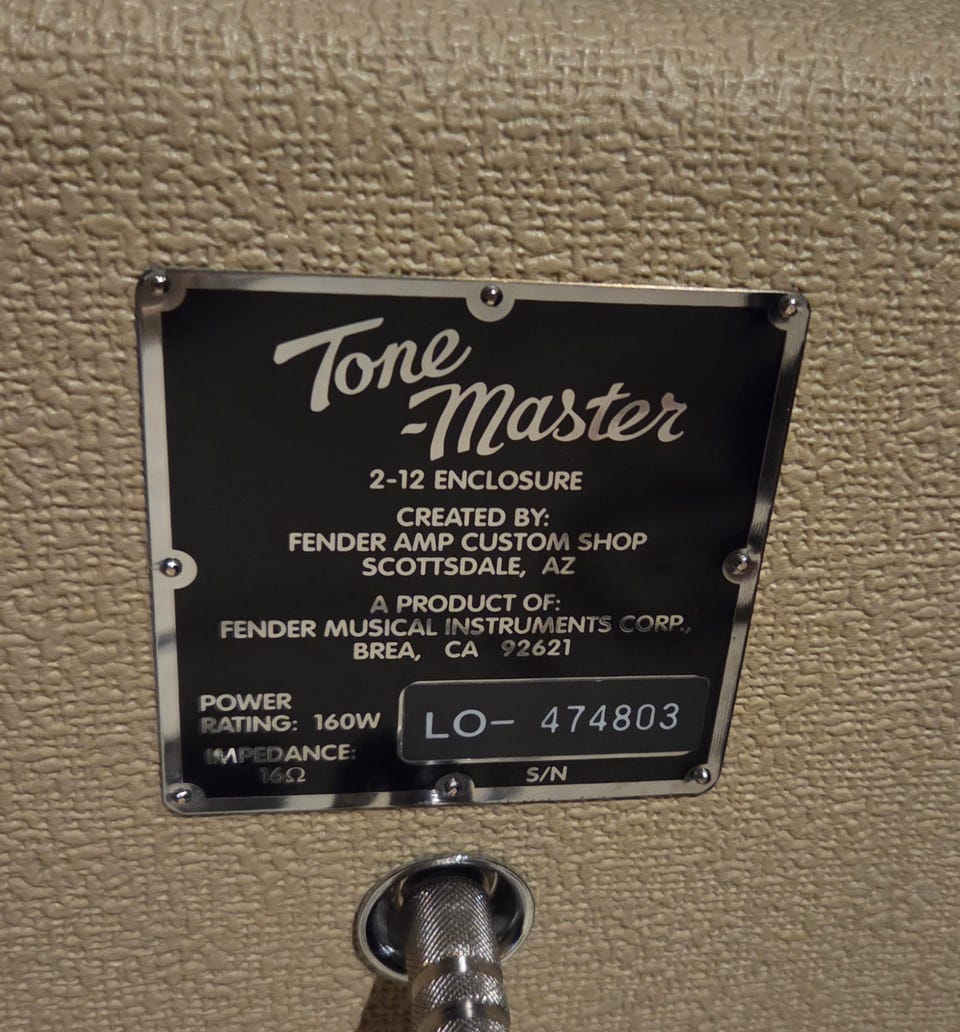 Tone
-Master
2-12 ENCLOSURE
CREATED BY:
FENDER AMP CUSTOM SHOP
SCOTTSDALE, AZ
A PRODUCT OF:
FENDER MUSICAL INSTRUMENTS CORP.,
BREA, CA 92621
POWER
RATING: 160W
IMPEDANCE:
16Ω
LO- 474803
S/N